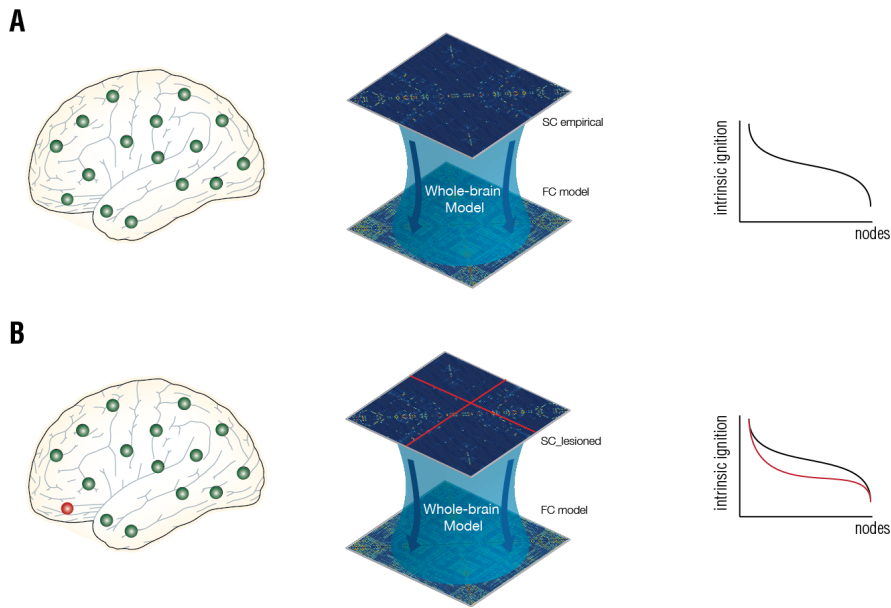 A
SC empirical
Whole-brain
Model
FC model
intrinsic ignition
nodes
B
SC_lesioned
Whole-brain
Model
FC model
intrinsic ignition
nodes